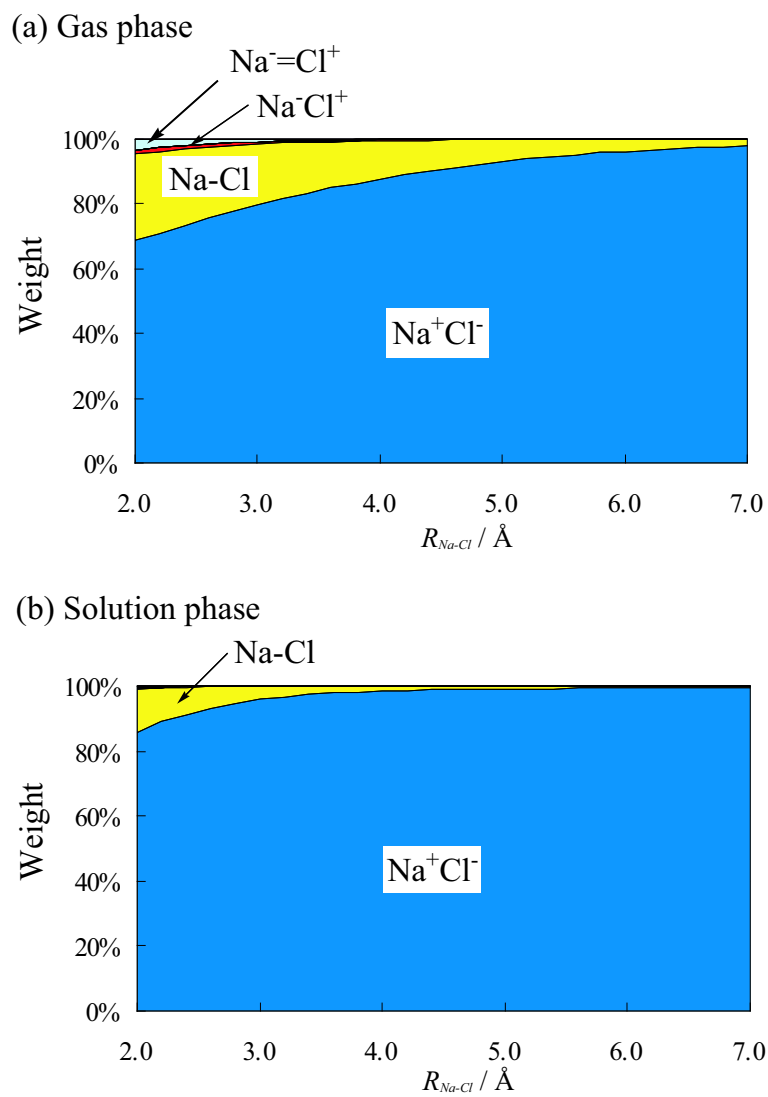 (a) Gas phase
Na⁻=Cl⁺
Na⁻Cl⁺
100%
Na-Cl
80%
60%
Weight
Na⁺Cl⁻
40%
20%
0%
2.0 3.0 4.0 5.0 6.0 7.0
R_Na-Cl / Å
(b) Solution phase
Na-Cl
100%
80%
60%
Weight
Na⁺Cl⁻
40%
20%
0%
2.0 3.0 4.0 5.0 6.0 7.0
R_Na-Cl / Å